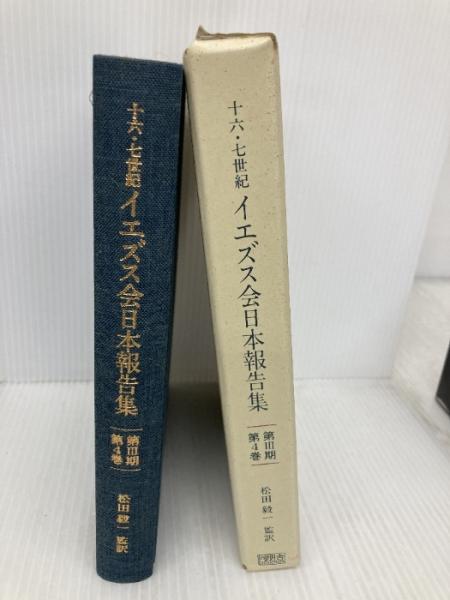 十六・七世紀
イエズス会日本報告集
第Ⅲ期
第4巻
松田毅一 監訳
十六・七世紀
イエズス会日本報告集
第Ⅲ期
第4巻
松田毅一 監訳